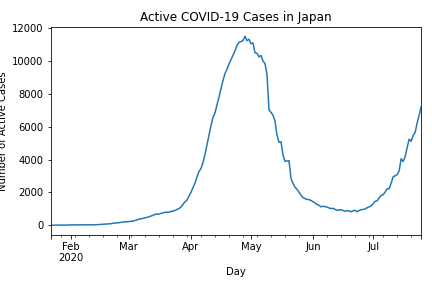 Active COVID-19 Cases in Japan
12000
10000
8000
6000
4000
2000
0
Number of Active Cases
Feb
2020
Mar
Apr
May
Jun
Jul
Day